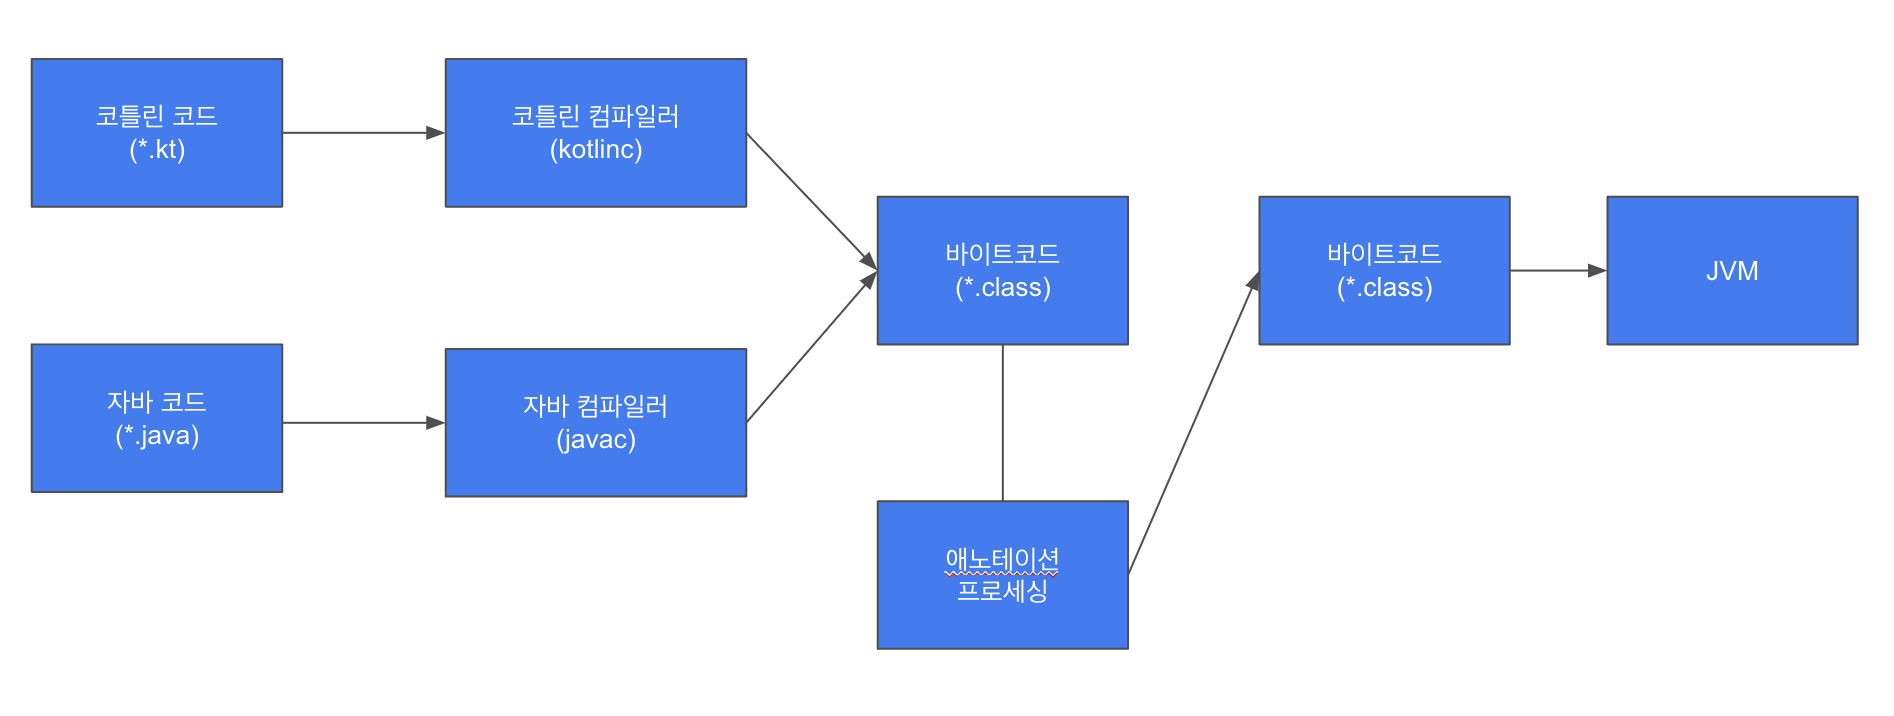 코틀린 코드
(*.kt)
코틀린 컴파일러
(kotlinc)
자바 코드
(*.java)
자바 컴파일러
(javac)
바이트코드
(*.class)
애노테이션
프로세싱
바이트코드
(*.class)
JVM